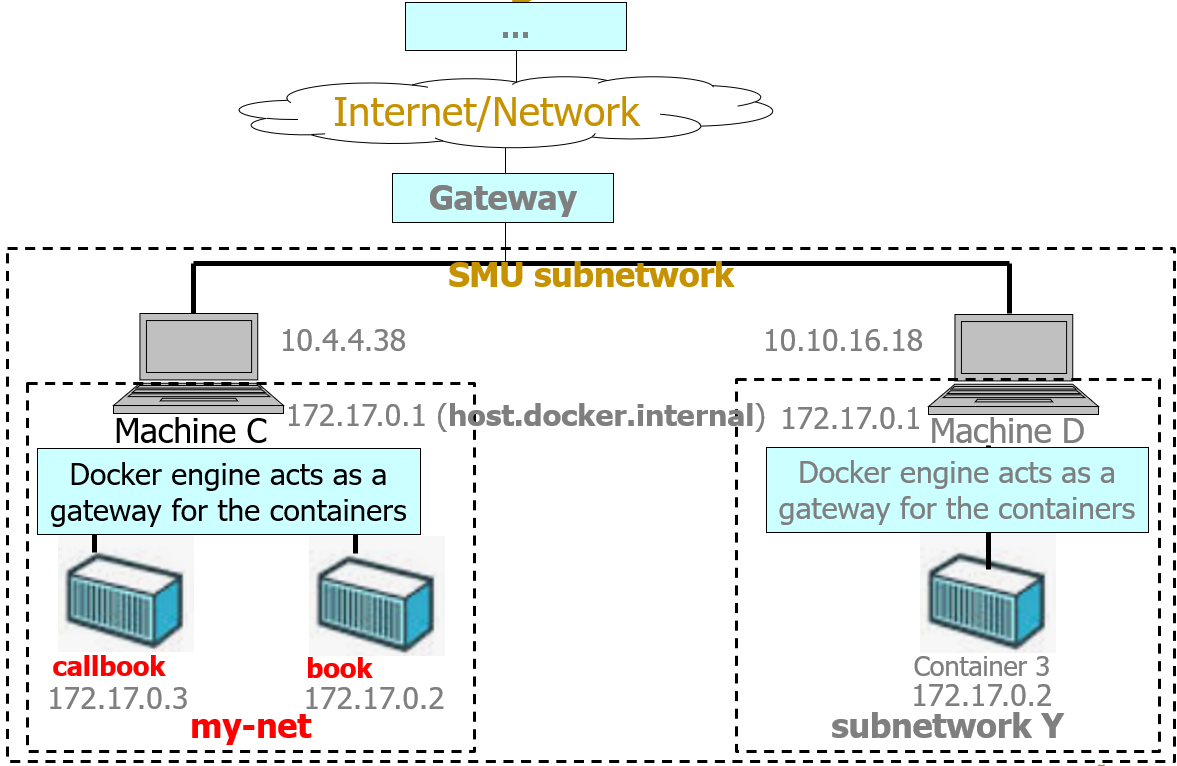 ...
Internet/Network
Gateway
SMU subnetwork
10.4.4.38
10.10.16.18
172.17.0.1 (host.docker.internal)
172.17.0.1
Machine C
Machine D
Docker engine acts as a
gateway for the containers
Docker engine acts as a
gateway for the containers
callbook
172.17.0.3
book
172.17.0.2
Container 3
172.17.0.2
my-net
subnetwork Y